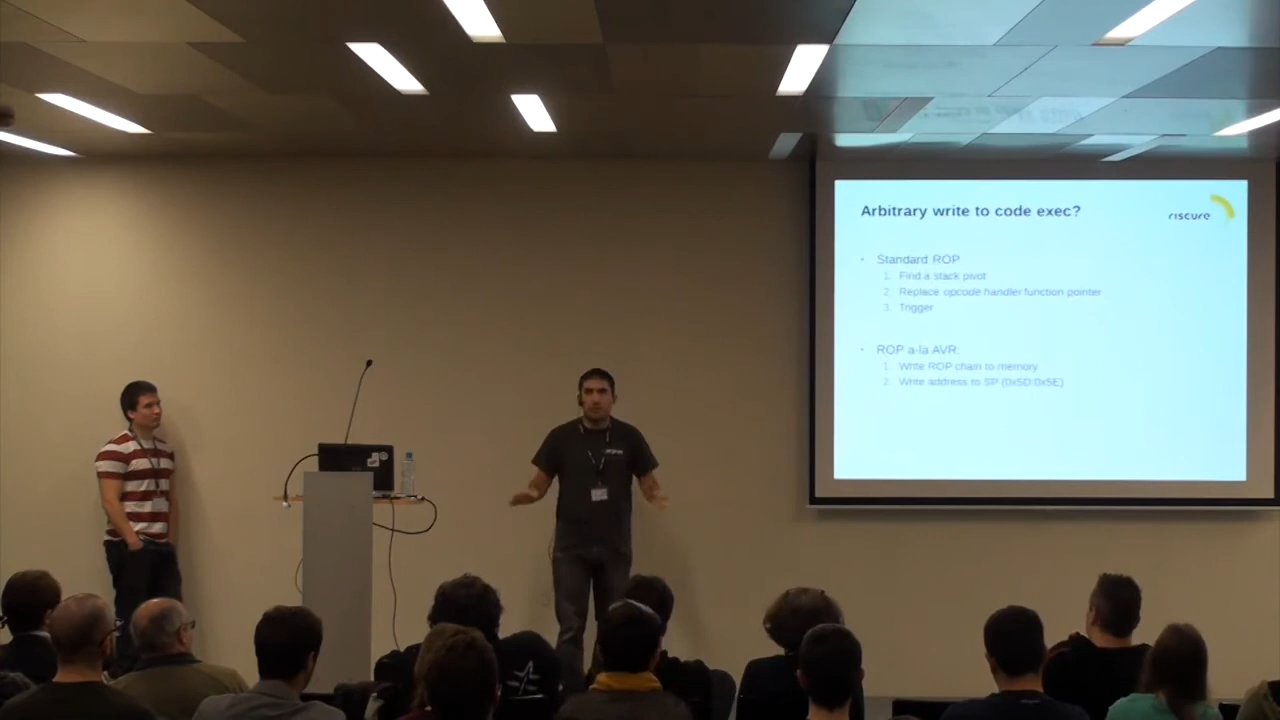 Arbitrary write to code exec?
riscure
• Standard ROP
1. Find a stack pivot
2. Replace opcode handler function pointer
3. Trigger
• ROP a-la AVR:
1. Write ROP chain to memory
2. Write address to SP (0x5D:0x5E)